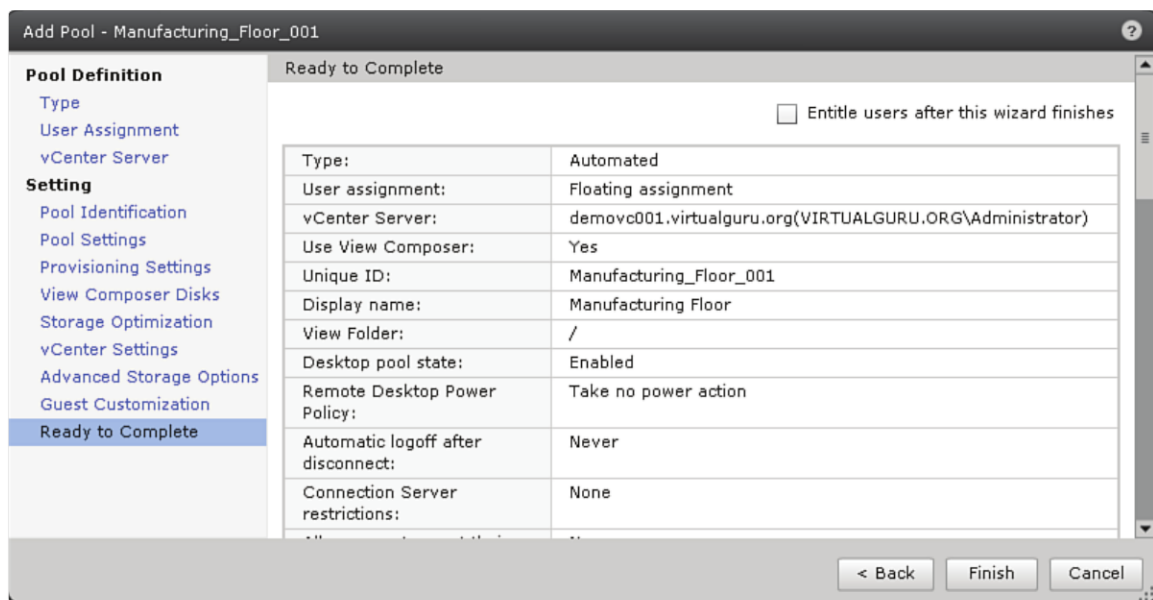 Add Pool - Manufacturing_Floor_001
?
Pool Definition
Type
User Assignment
vCenter Server
Setting
Pool Identification
Pool Settings
Provisioning Settings
View Composer Disks
Storage Optimization
vCenter Settings
Advanced Storage Options
Guest Customization
Ready to Complete
Ready to Complete
Entitle users after this wizard finishes
Type: Automated
User assignment: Floating assignment
vCenter Server: demovc001.virtualguru.org(VIRTUALGURU.ORG\Administrator)
Use View Composer: Yes
Unique ID: Manufacturing_Floor_001
Display name: Manufacturing Floor
View Folder: /
Desktop pool state: Enabled
Remote Desktop Power Take no power action
Policy:
Automatic logoff after Never
disconnect:
Connection Server None
restrictions:
< Back Finish Cancel